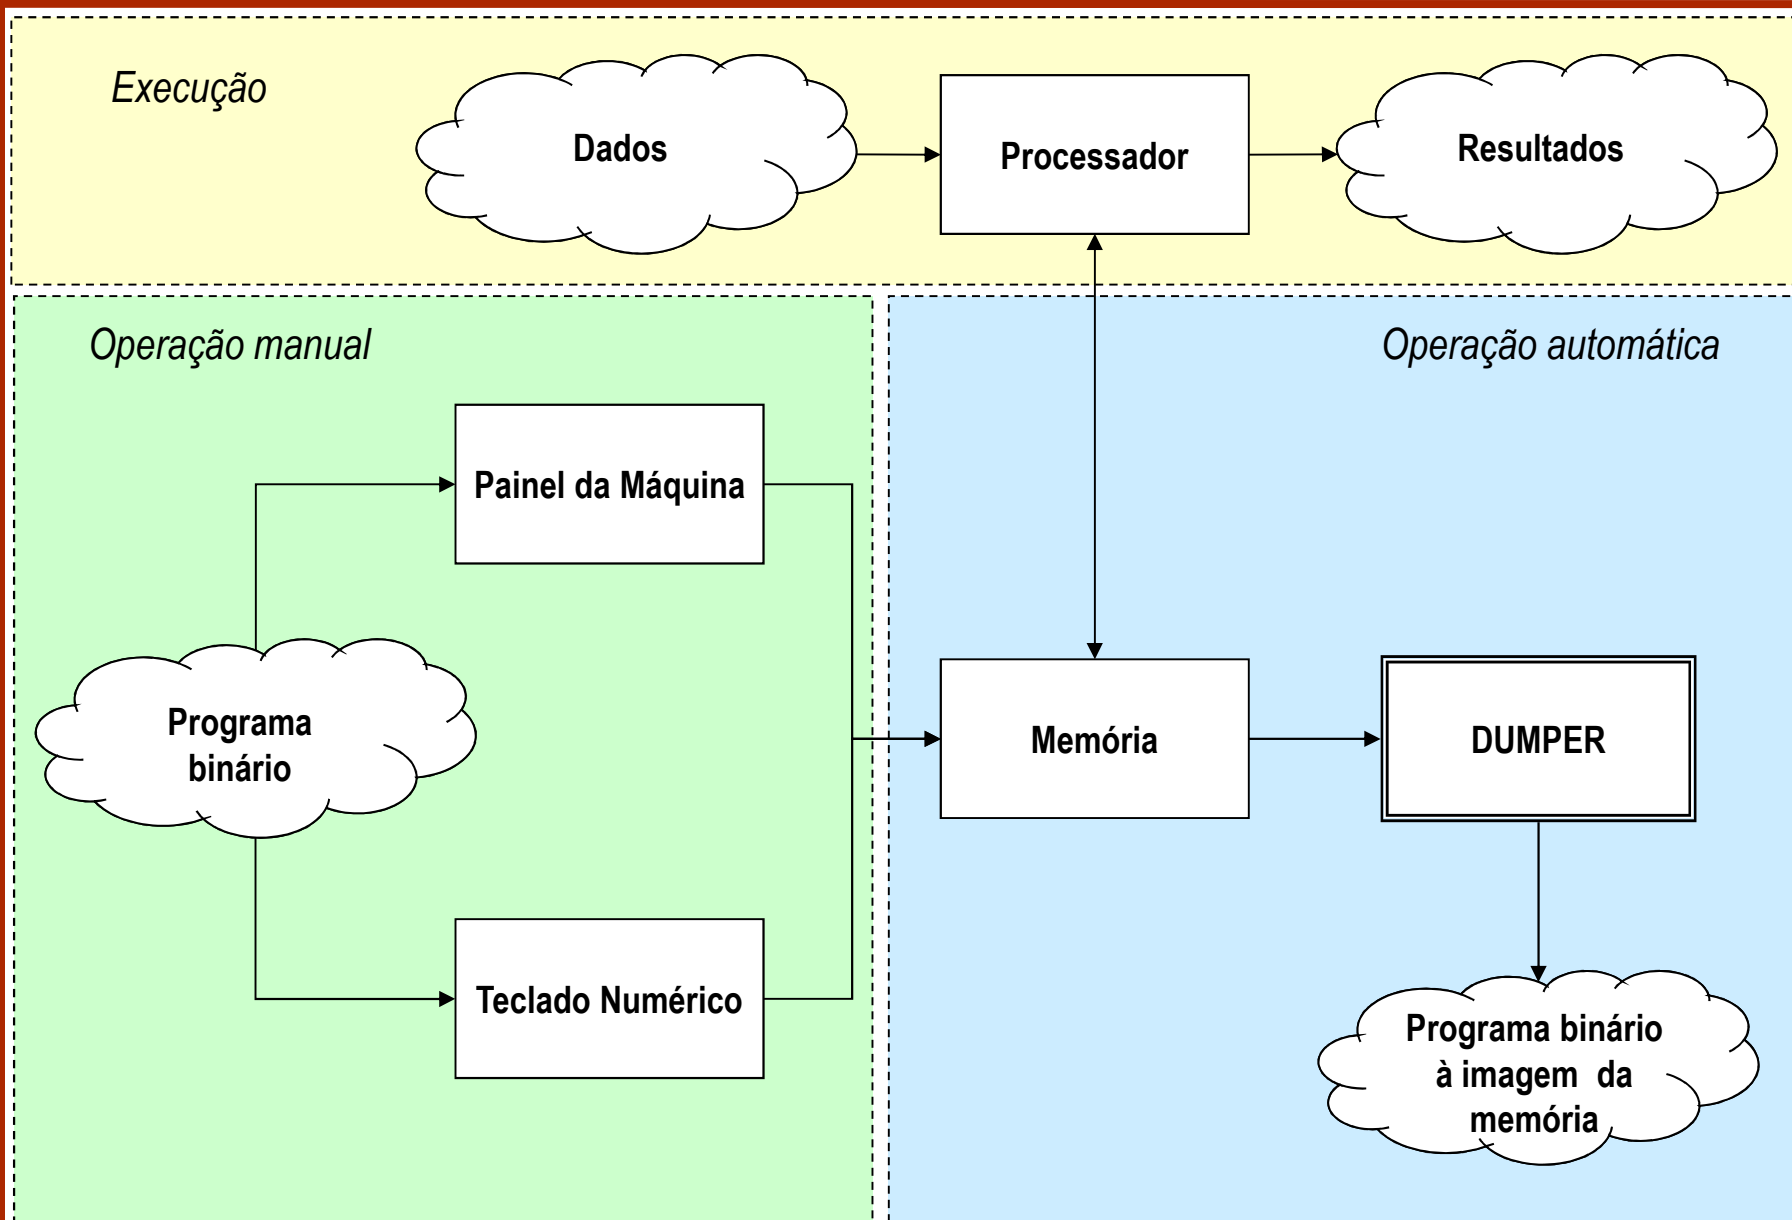 Execução
Dados
Processador
Resultados
Operação manual
Operação automática
Painel da Máquina
Programa
binário
Memória
DUMPER
Teclado Numérico
Programa binário
à imagem da
memória